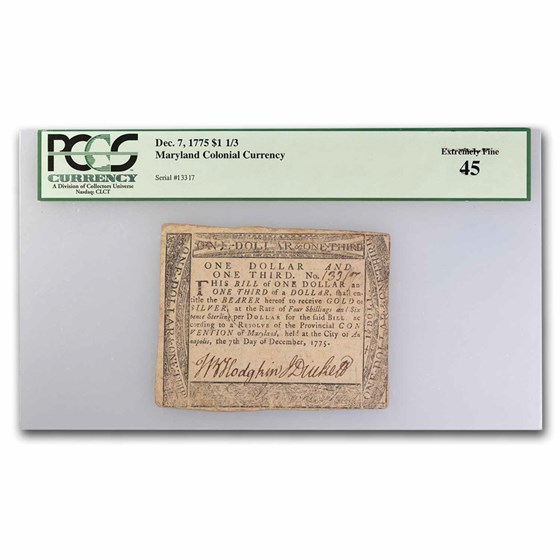 PCGS
CURRENCY
A Division of Collectors Universe
Nasdaq: CLCT
Dec. 7, 1775 $1 1/3
Maryland Colonial Currency
Serial #13317
Extremely Fine
45
ONE-DOLLAR & ONE-THIRD
ONE DOLLAR AND
ONE THIRD. No.
THIS BILL of ONE DOLLAR an
ONE THIRD of a DOLLAR, shall en-
title the BEARER hereof to receive GOLD or
SILVER, at the Rate of Four Shillings and Six
pence Sterling, per DOLLAR for the said BILL ac-
cording to a RESOLVE of the Provincial CON
VENTION of Maryland, held at the City of An
napolis, the 7th Day of December, 1775.